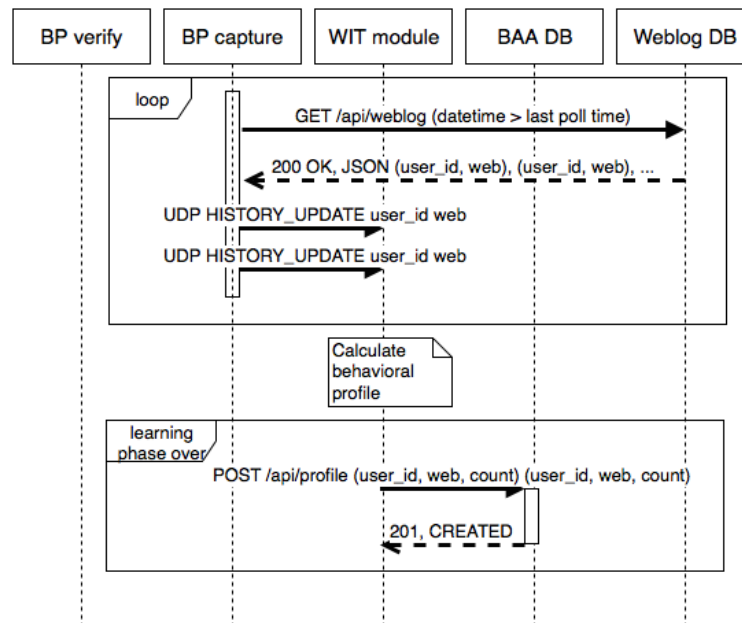 BP verify
BP capture
WIT module
BAA DB
Weblog DB
loop
GET /api/weblog (datetime > last poll time)
200 OK, JSON (user_id, web), (user_id, web), ...
UDP HISTORY_UPDATE user_id web
UDP HISTORY_UPDATE user_id web
Calculate
behavioral
profile
learning
phase over
POST /api/profile (user_id, web, count) (user_id, web, count)
201, CREATED